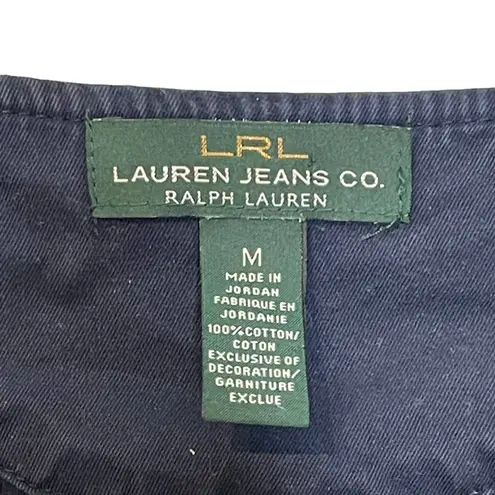 LRL
LAUREN JEANS CO.
RALPH LAUREN
M
MADE IN
JORDAN
FABRIQUE EN
JORDANIE
100% COTTON/
COTON
EXCLUSIVE OF
DECORATION/
GARNITURE
EXCLUE